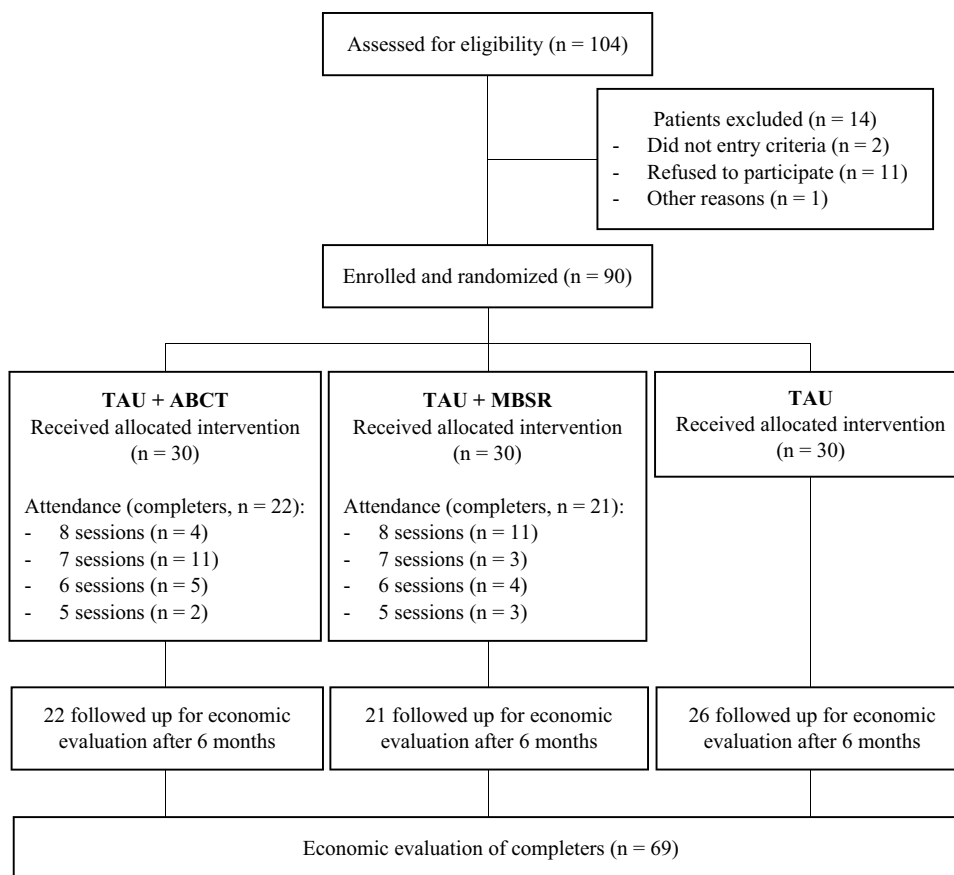 Assessed for eligibility (n = 104)
Patients excluded (n = 14)
- Did not entry criteria (n = 2)
- Refused to participate (n = 11)
- Other reasons (n = 1)
Enrolled and randomized (n = 90)
TAU + ABCT
Received allocated intervention
(n = 30)
Attendance (completers, n = 22):
- 8 sessions (n = 4)
- 7 sessions (n = 11)
- 6 sessions (n = 5)
- 5 sessions (n = 2)
TAU + MBSR
Received allocated intervention
(n = 30)
Attendance (completers, n = 21):
- 8 sessions (n = 11)
- 7 sessions (n = 3)
- 6 sessions (n = 4)
- 5 sessions (n = 3)
TAU
Received allocated intervention
(n = 30)
22 followed up for economic
evaluation after 6 months
21 followed up for economic
evaluation after 6 months
26 followed up for economic
evaluation after 6 months
Economic evaluation of completers (n = 69)